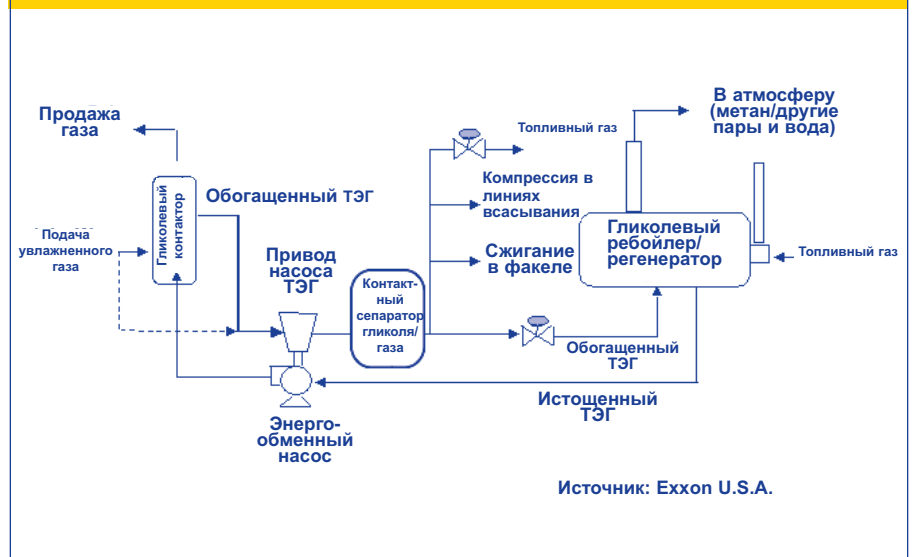 Продажа
газа
Обогащенный ТЭГ
Гликолевый
контактор
Подача
увлажненного
газа
Привод
насоса
ТЭГ
Контакт-
ный
сепаратор
гликоля/
газа
Энерго-
обменный
насос
Топливный газ
Компрессия в
линиях
всасывания
Сжигание
в факеле
В атмосферу
(метан/другие
пары и вода)
Гликолевый
ребойлер/
регенератор
Топливный газ
Обогащенный
ТЭГ
Истощенный
ТЭГ
Источник: Exxon U.S.A.